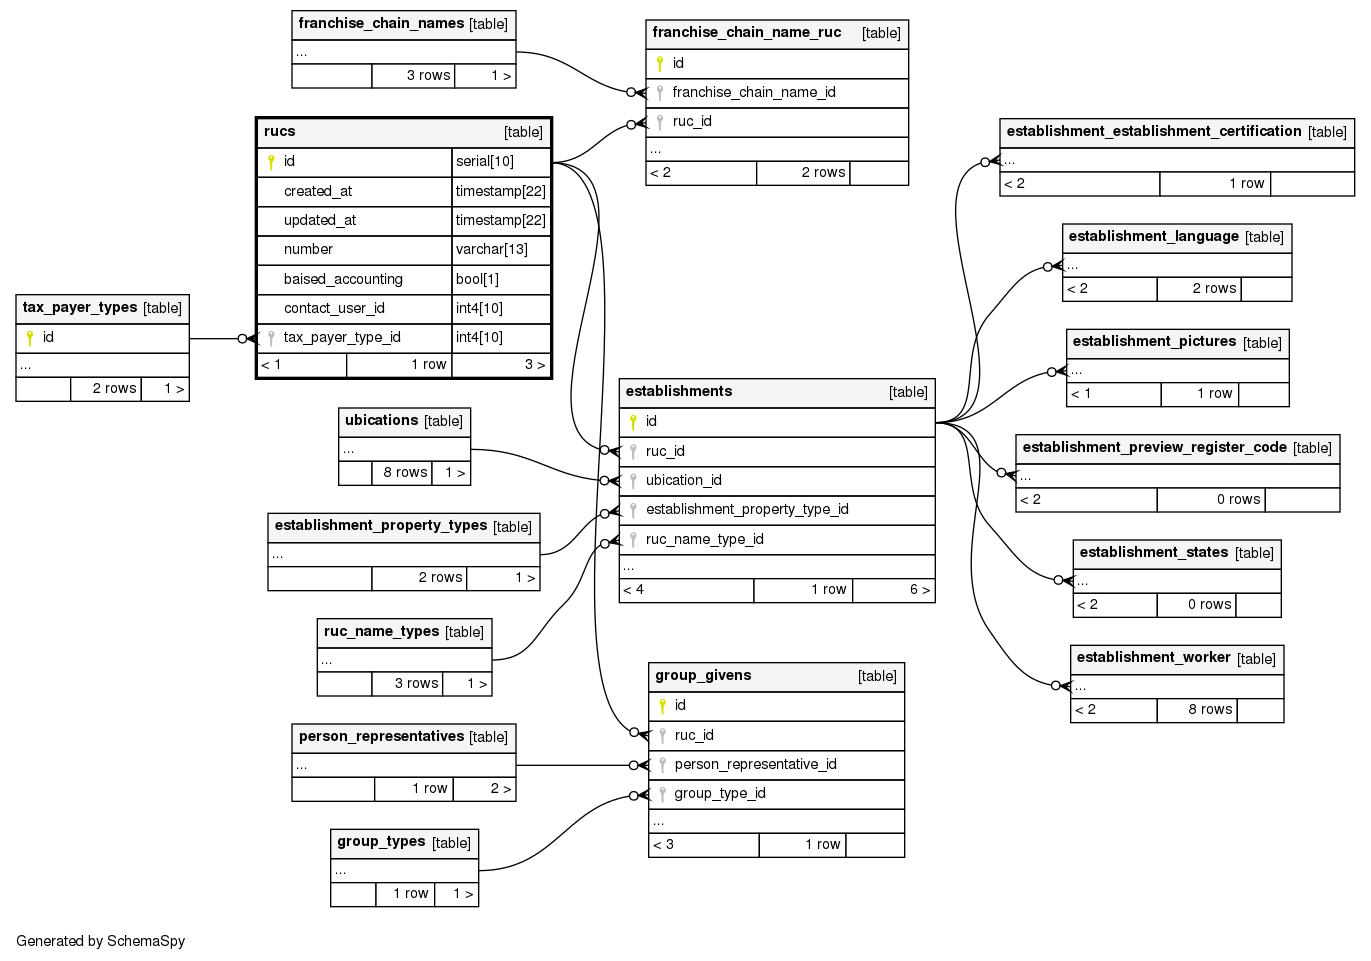 franchise_chain_names [table]
...
3 rows 1 >
franchise_chain_name_ruc [table]
id
franchise_chain_name_id
ruc_id
...
< 2 2 rows
rucs [table]
id serial[10]
created_at timestamp[22]
updated_at timestamp[22]
number varchar[13]
baised_accounting bool[1]
contact_user_id int4[10]
tax_payer_type_id int4[10]
< 1 1 row 3 >
establishment_establishment_certification [table]
...
< 2 1 row
establishment_language [table]
...
< 2 2 rows
tax_payer_types [table]
id
...
2 rows 1 >
establishment_pictures [table]
...
< 1 1 row
establishments [table]
id
ruc_id
ubication_id
establishment_property_type_id
ruc_name_type_id
...
< 4 1 row 6 >
ubications [table]
...
8 rows 1 >
establishment_preview_register_code [table]
...
< 2 0 rows
establishment_property_types [table]
...
2 rows 1 >
establishment_states [table]
...
< 2 0 rows
ruc_name_types [table]
...
3 rows 1 >
establishment_worker [table]
...
< 2 8 rows
group_givens [table]
id
ruc_id
person_representative_id
group_type_id
...
< 3 1 row
person_representatives [table]
...
1 row 2 >
group_types [table]
...
1 row 1 >
Generated by SchemaSpy